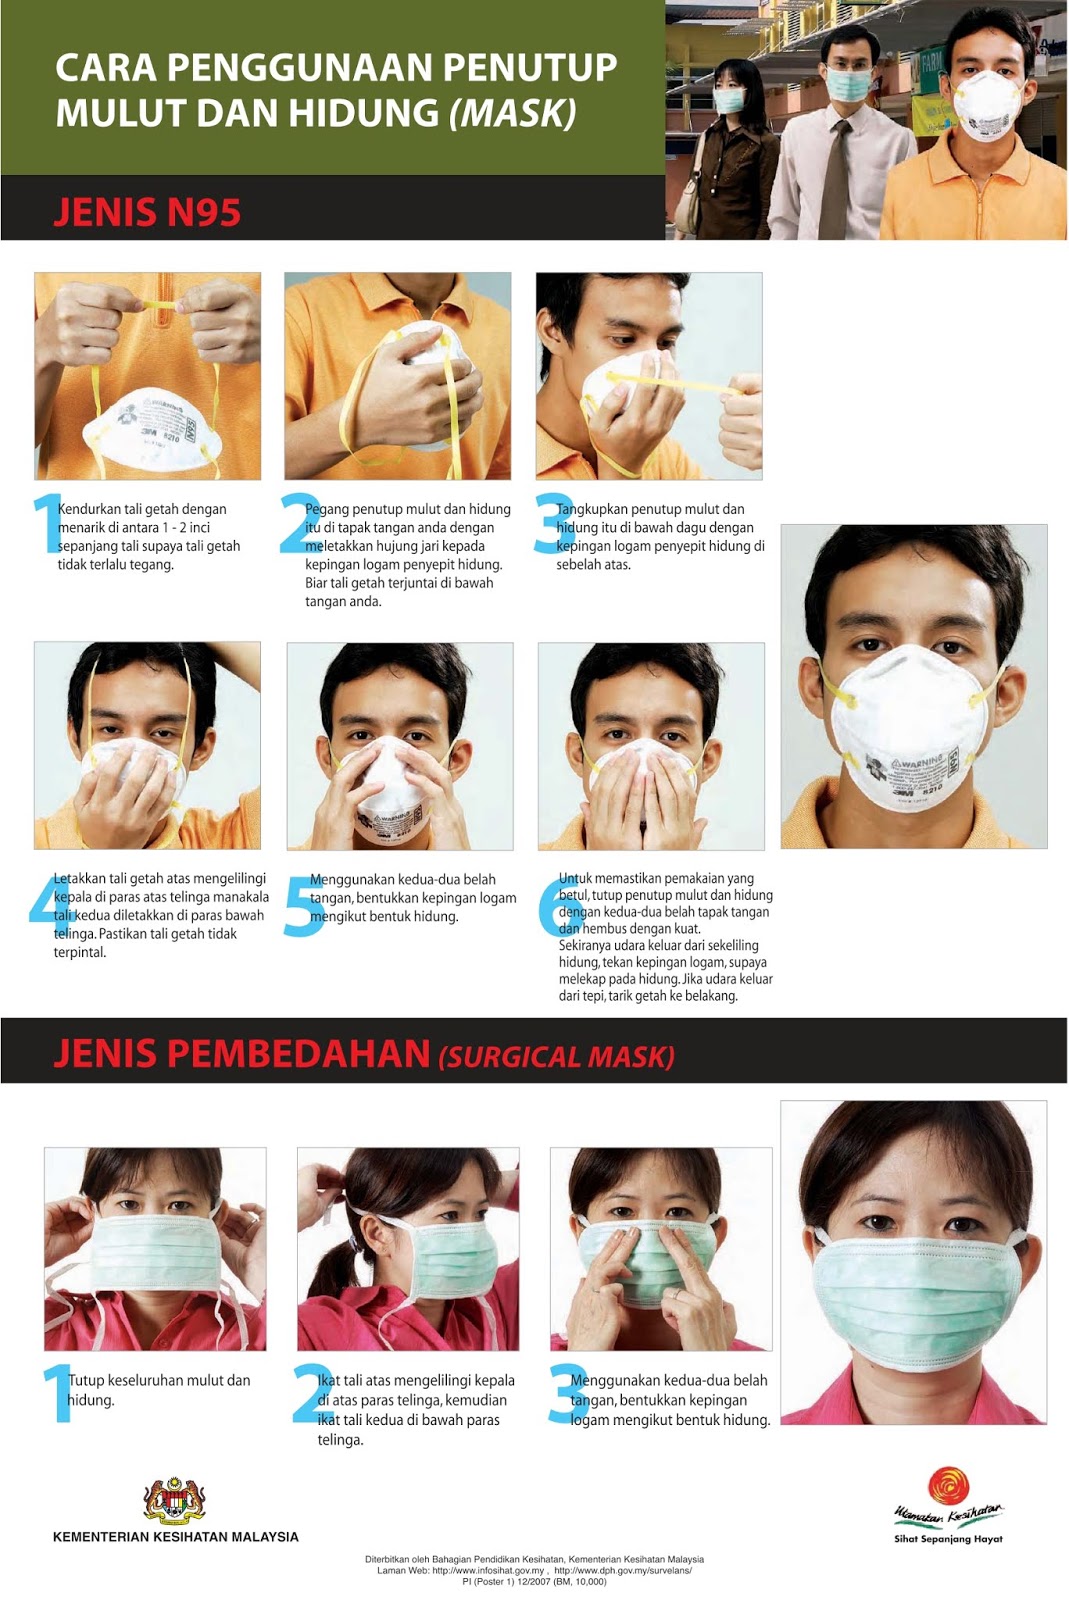 CARA PENGGUNAAN PENUTUP
MULUT DAN HIDUNG (MASK)
JENIS N95
WARNING
3M 8210
N95
1
Kendurkan tali getah dengan
menarik di antara 1 - 2 inci
sepanjang tali supaya tali getah
tidak terlalu tegang.
2
Pegang penutup mulut dan hidung
itu di tapak tangan anda dengan
meletakkan hujung jari kepada
kepingan logam penyepit hidung.
Biar tali getah terjuntai di bawah
tangan anda.
3
Tangkupkan penutup mulut dan
hidung itu di bawah dagu dengan
kepingan logam penyepit hidung di
sebelah atas.
WARNING
3M 8210
N95
WARNING
4
Letakkan tali getah atas mengelilingi
kepala di paras atas telinga manakala
tali kedua diletakkan di paras bawah
telinga. Pastikan tali getah tidak
terpintal.
5
Menggunakan kedua-dua belah
tangan, bentukkan kepingan logam
mengikut bentuk hidung.
6
Untuk memastikan pemakaian yang
betul, tutup penutup mulut dan hidung
dengan kedua-dua belah tapak tangan
dan hembus dengan kuat.
Sekiranya udara keluar dari sekeliling
hidung, tekan kepingan logam, supaya
melekap pada hidung. Jika udara keluar
dari tepi, tarik getah ke belakang.
JENIS PEMBEDAHAN (SURGICAL MASK)
1
Tutup keseluruhan mulut dan
hidung.
2
Ikat tali atas mengelilingi kepala
di atas paras telinga, kemudian
ikat tali kedua di bawah paras
telinga.
3
Menggunakan kedua-dua belah
tangan, bentukkan kepingan
logam mengikut bentuk hidung.
KEMENTERIAN KESIHATAN MALAYSIA
Utamakan Kesihatan
Sihat Sepanjang Hayat
Diterbitkan oleh Bahagian Pendidikan Kesihatan, Kementerian Kesihatan Malaysia
Laman Web: http://www.infosihat.gov.my , http://www.dph.gov.my/survelans/
PI (Poster 1) 12/2007 (BM, 10,000)